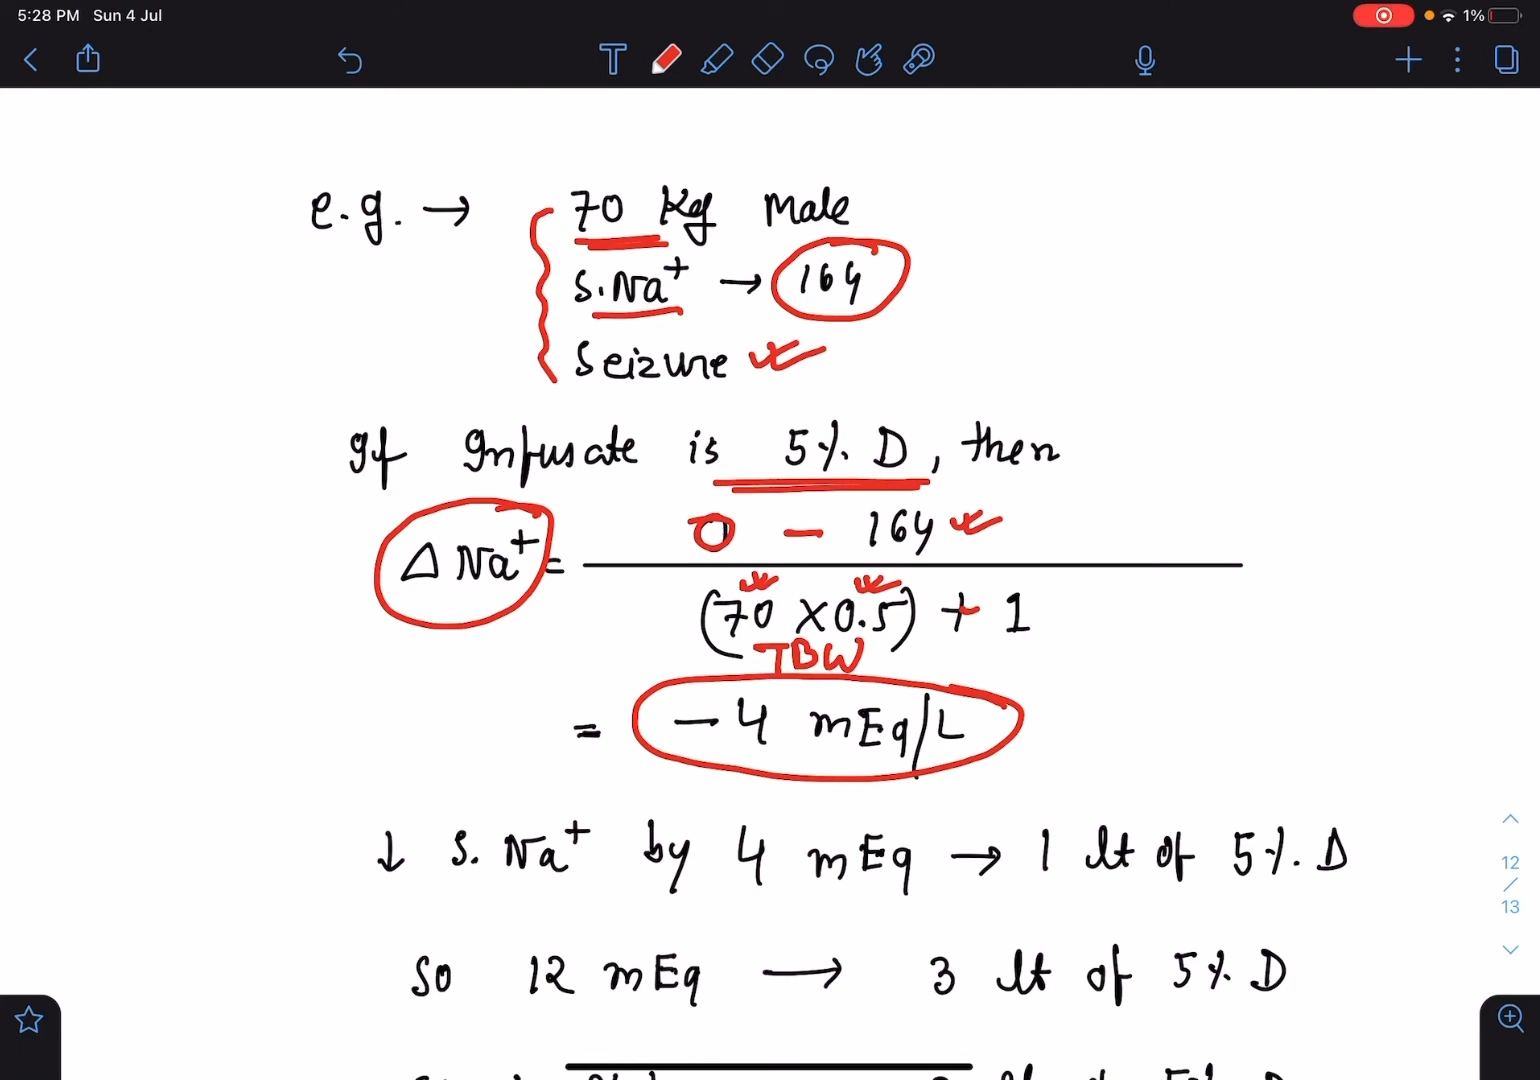 5:28 PM Sun 4 Jul
1%
e.g. → 70 Kg Male
S.Na+ → 164
Seizure
If Infusate is 5% D, then
Δ Na+ = 0 - 164
(70 X0.5) + 1
TBW
= -4 mEq/L
↓ S. Na+ by 4 mEq → 1 lt of 5% D
12
/
13
So 12 mEq → 3 lt of 5% D